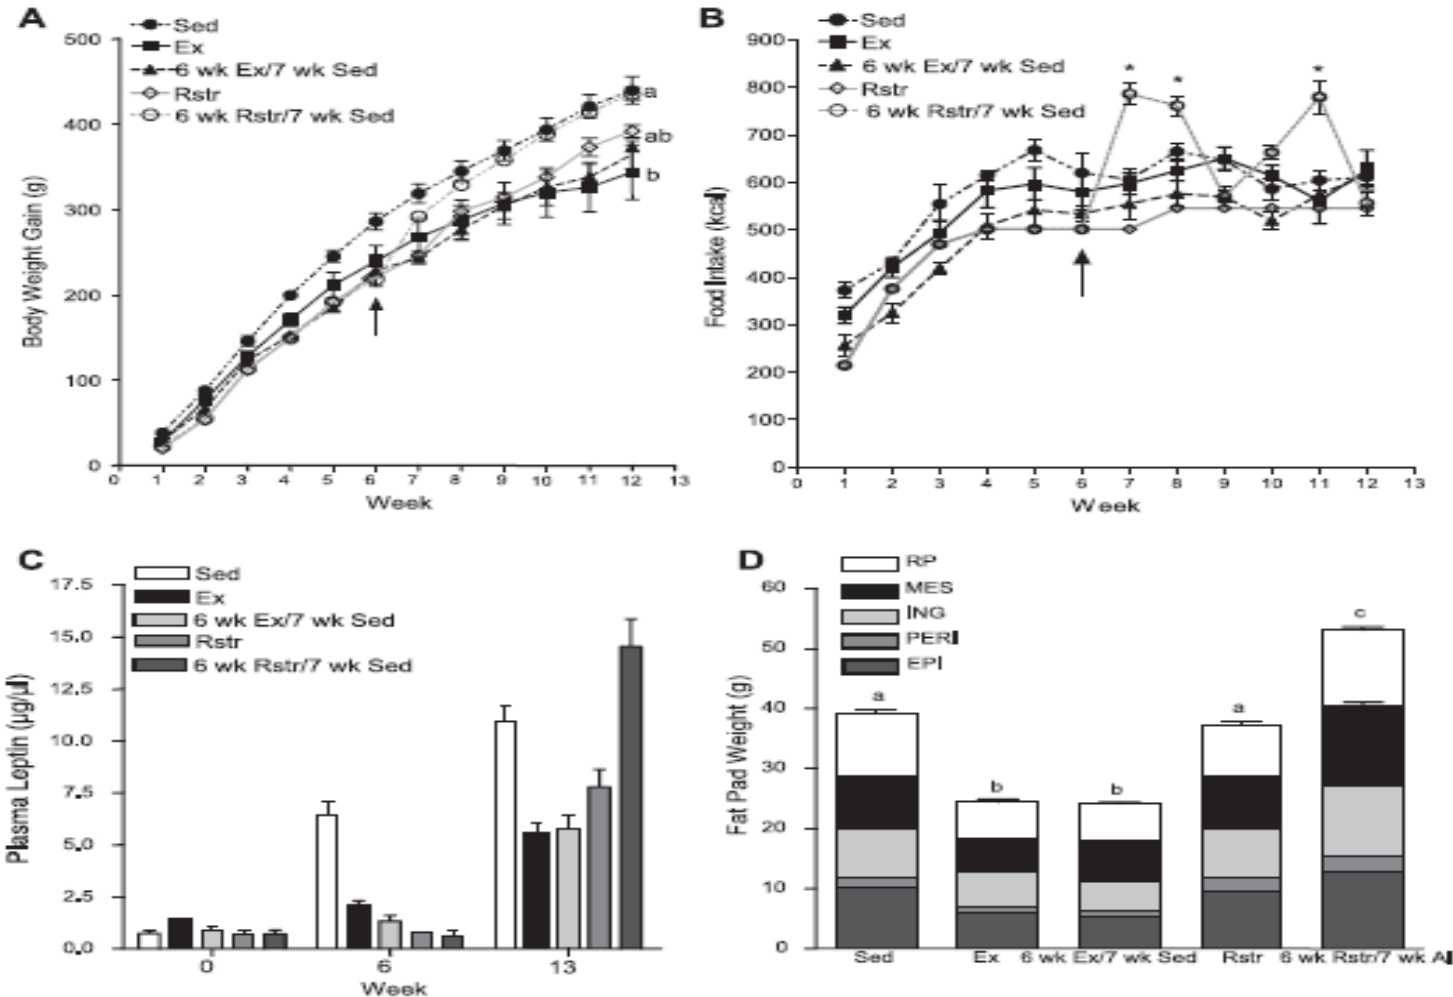 A
Sed
Ex
6 wk Ex/7 wk Sed
Rstr
6 wk Rstr/7 wk Sed
500
400
300
200
100
0
Body Weight Gain (g)
a
ab
b
0 1 2 3 4 5 6 7 8 9 10 11 12 13
Week
B
Sed
Ex
6 wk Ex/7 wk Sed
Rstr
6 wk Rstr/7 wk Sed
900
800
700
600
500
400
300
200
100
0
Food Intake (kcal)
* * *
0 1 2 3 4 5 6 7 8 9 10 11 12 13
Week
C
Sed
Ex
6 wk Ex/7 wk Sed
Rstr
6 wk Rstr/7 wk Sed
17.5
15.0
12.5
10.0
7.5
5.0
2.5
0.0
Plasma Leptin (µg/µl)
0 6 13
Week
D
RP
MES
ING
PERI
EPI
60
50
40
30
20
10
0
Fat Pad Weight (g)
a b b a c
Sed Ex 6 wk Ex/7 wk Sed Rstr 6 wk Rstr/7 wk Al